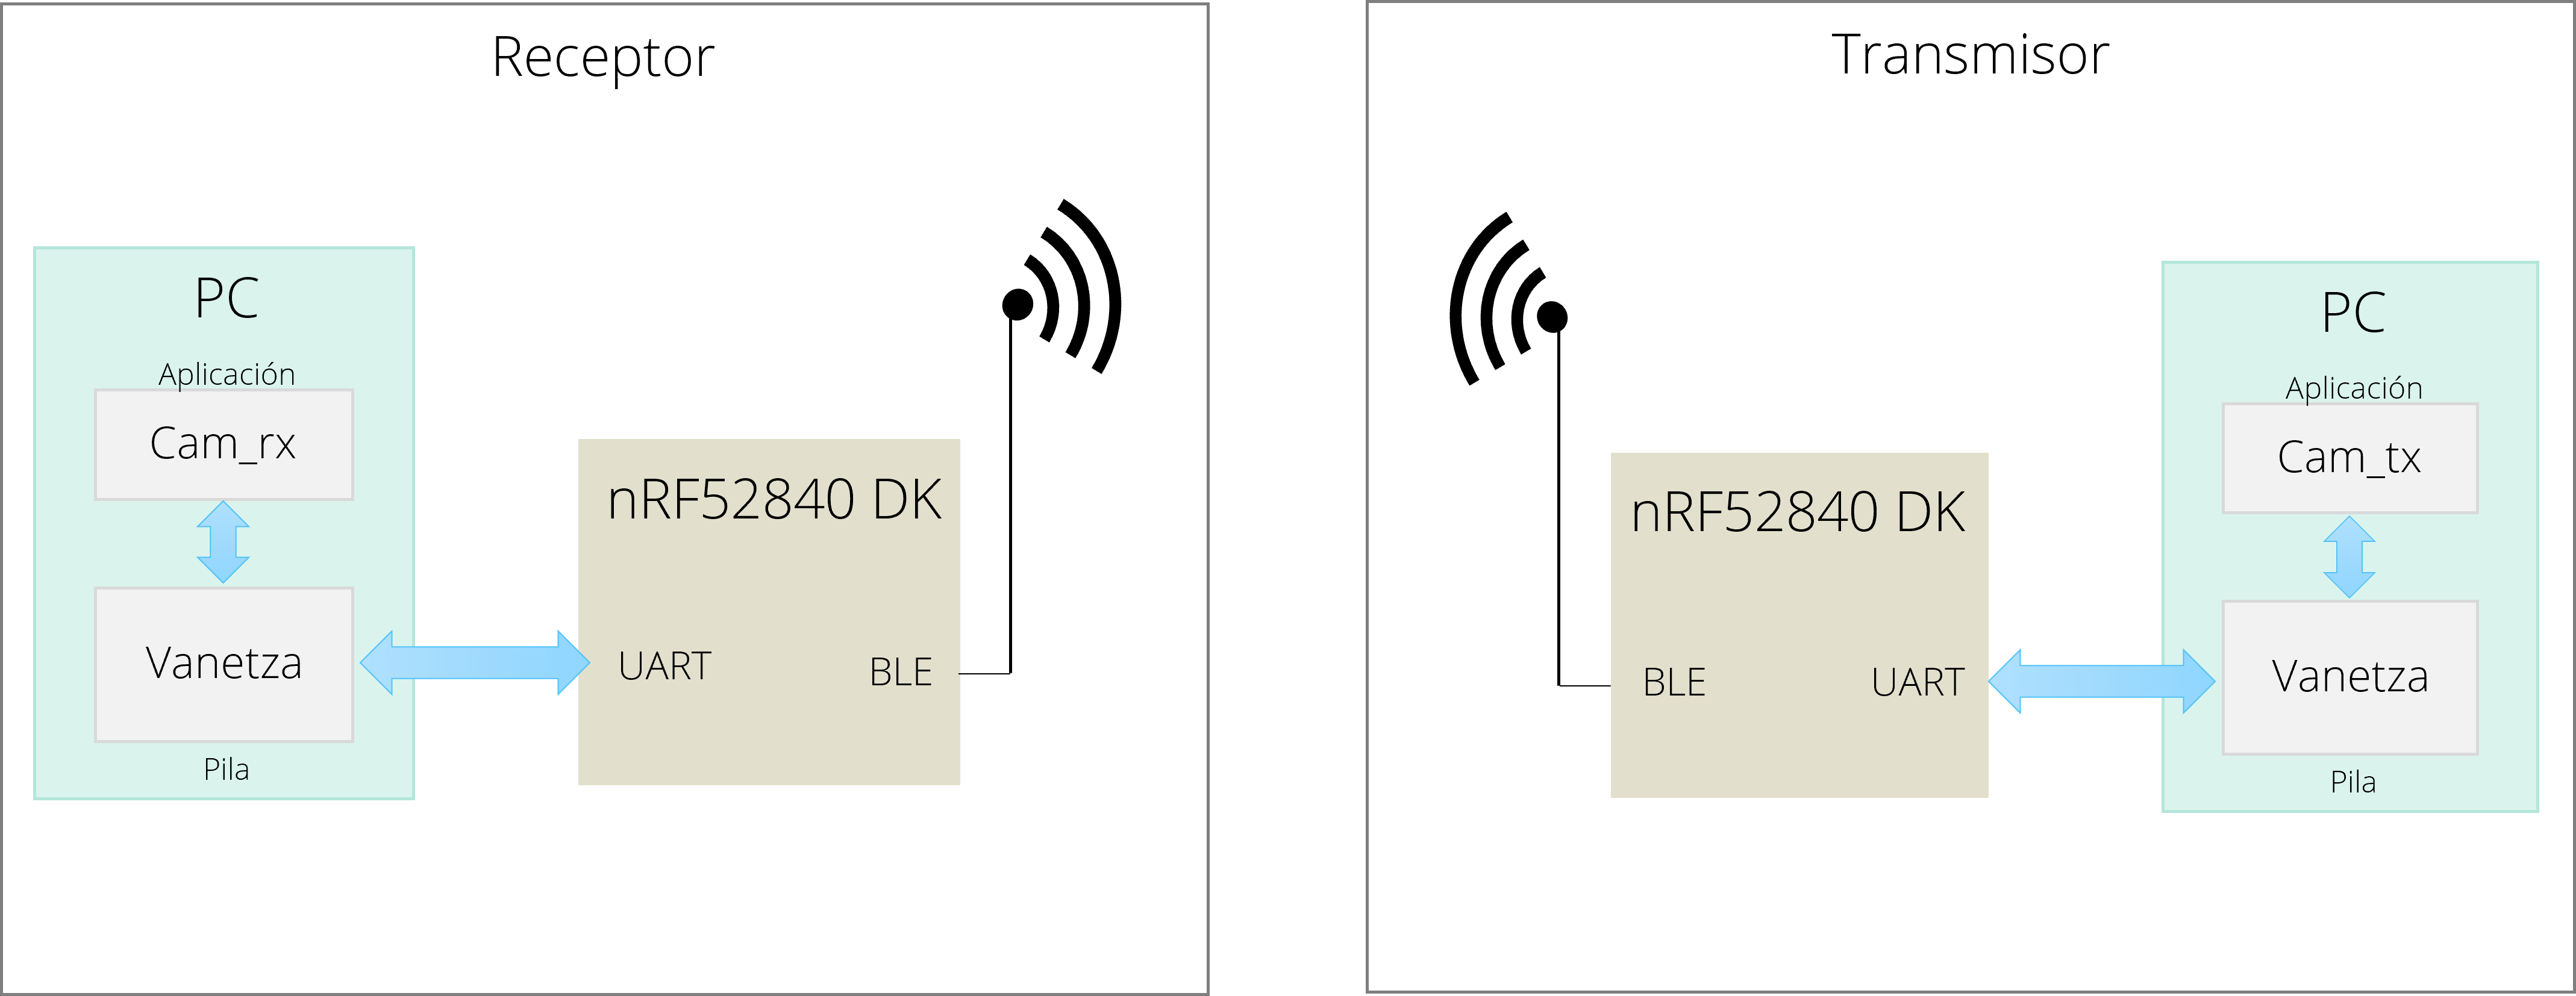 Receptor
PC
Aplicación
Cam_rx
Vanetza
Pila
nRF52840 DK
UART
BLE
Transmisor
nRF52840 DK
BLE
UART
PC
Aplicación
Cam_tx
Vanetza
Pila